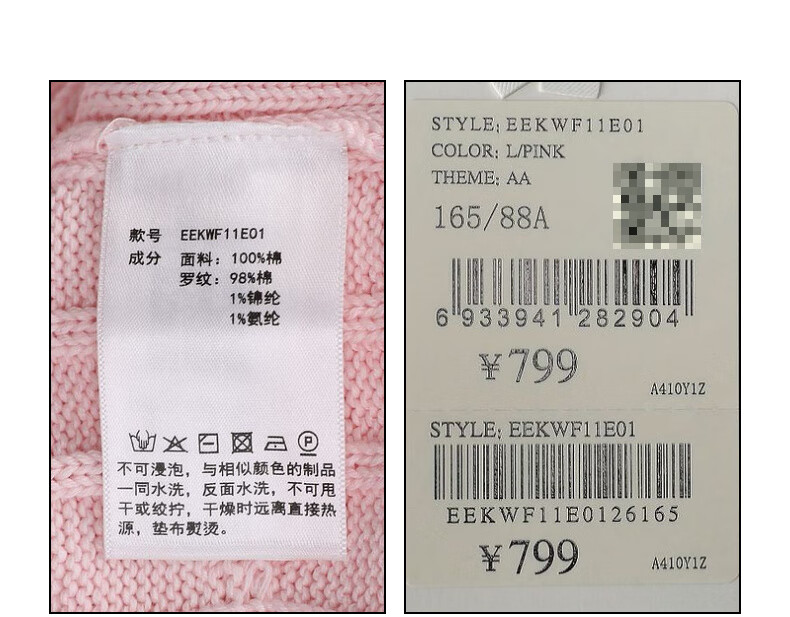 款号 EEKWF11E01
成分 面料：100%棉
罗纹：98%棉
1%锦纶
1%氨纶
不可浸泡，与相似颜色的制品
一同水洗，反面水洗，不可甩
干或绞拧，干燥时远离直接热
源，垫布熨烫。
STYLE: EEKWF11E01
COLOR: L/PINK
THEME: AA
165/88A
6 933941 282904
¥799
A410Y1Z
STYLE: EEKWF11E01
EEKWF11E0126165
¥799
A410Y1Z